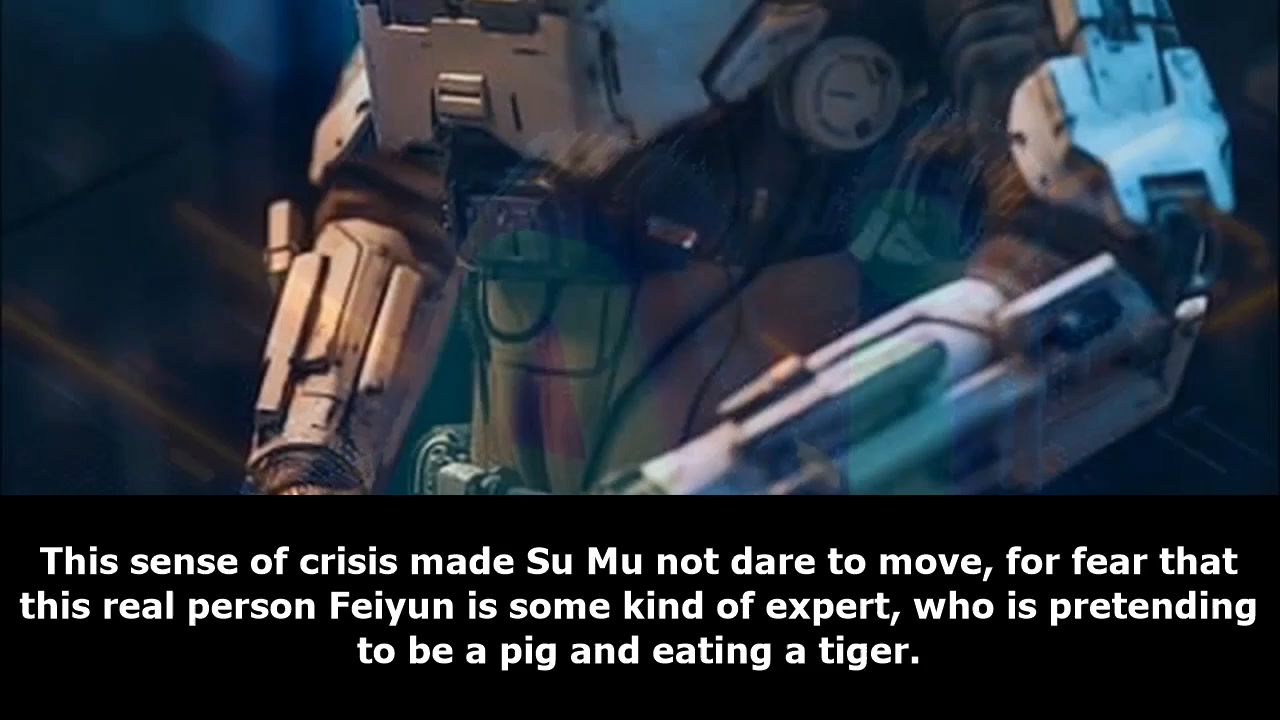 This sense of crisis made Su Mu not dare to move, for fear that
this real person Feiyun is some kind of expert, who is pretending
to be a pig and eating a tiger.